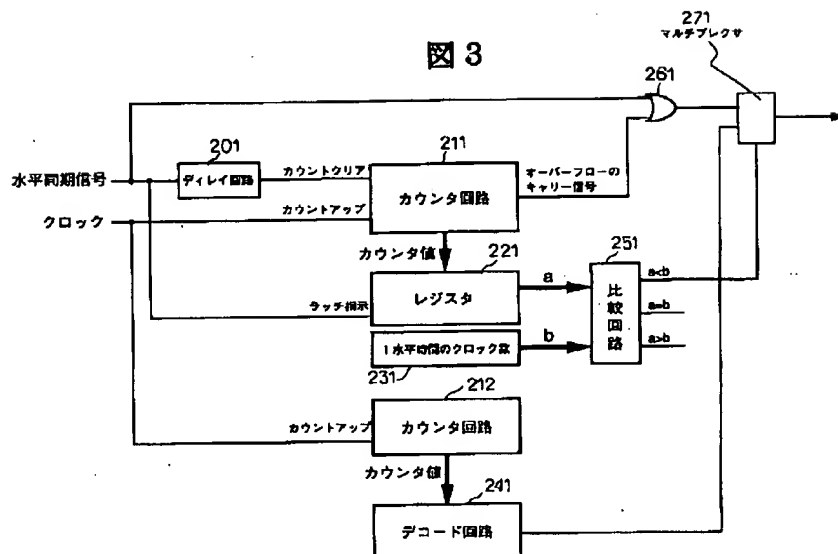 図3
271
マルチプレクサ
261
201
ディレイ回路
水平同期信号
カウントクリア
211
カウンタ回路
オーバーフローの
キャリー信号
クロック
カウントアップ
カウンタ値
221
レジスタ
a
251
比較回路
a<b
a=b
a>b
ラッチ指示
1水平時間のクロック数
b
231
212
カウントアップ
カウンタ回路
カウンタ値
241
デコード回路